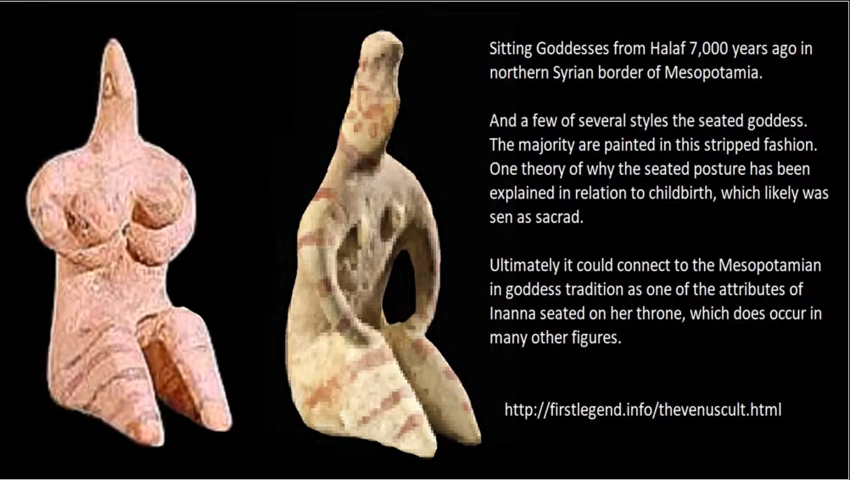 Sitting Goddesses from Halaf 7,000 years ago in
northern Syrian border of Mesopotamia.
And a few of several styles the seated goddess.
The majority are painted in this stripped fashion.
One theory of why the seated posture has been
explained in relation to childbirth, which likely was
sen as sacrad.
Ultimately it could connect to the Mesopotamian
in goddess tradition as one of the attributes of
Inanna seated on her throne, which does occur in
many other figures.
http://firstlegend.info/thevenuscult.html